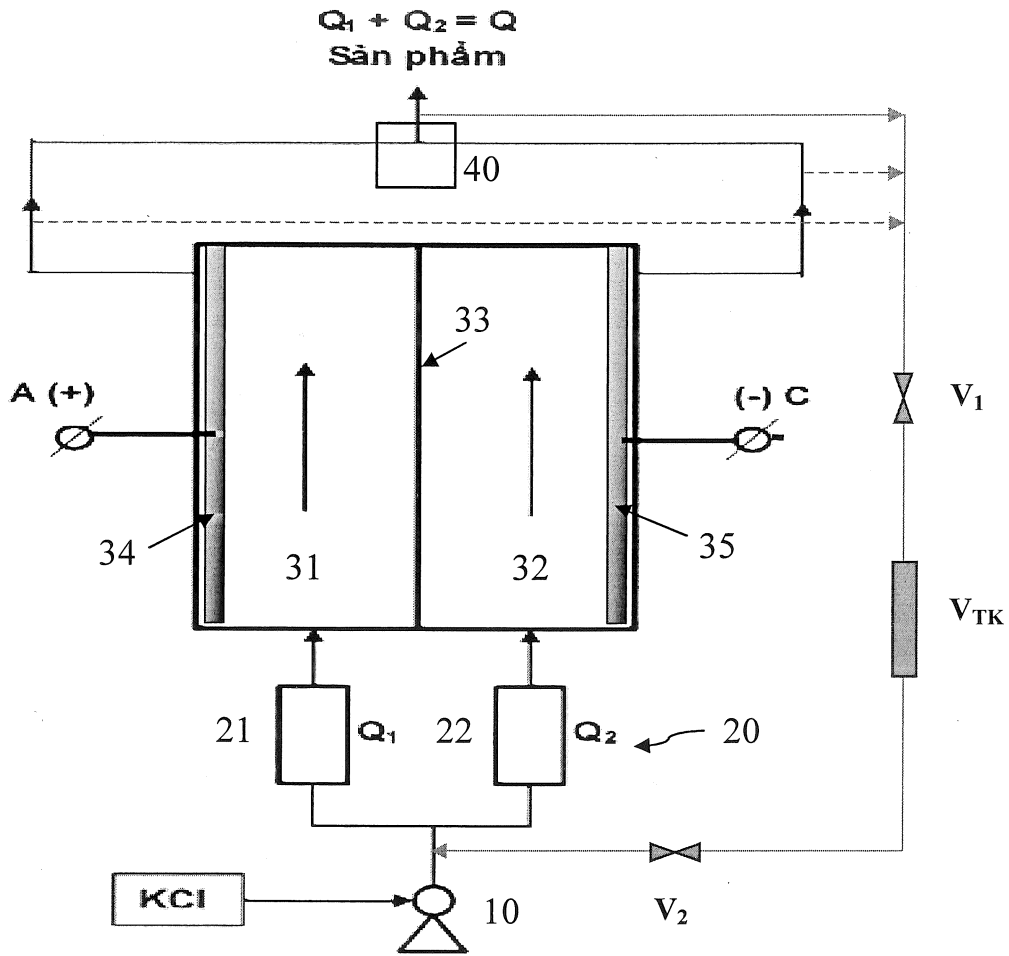 Q₁ + Q₂ = Q
Sản phẩm
40
33
A (+)
(-) C
V₁
34
31
32
35
V_TK
21
Q₁
22
Q₂
20
KCl
10
V₂